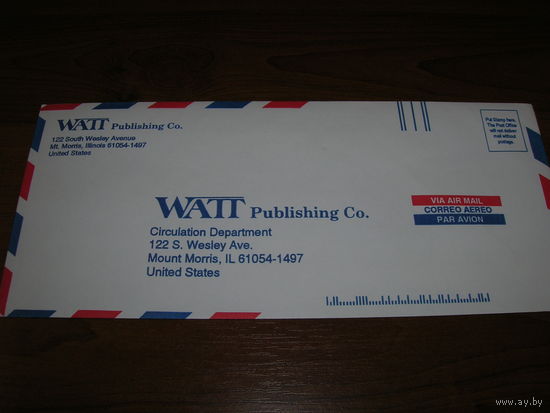 WATT Publishing Co.
122 South Wesley Avenue
Mt. Morris, Illinois 61054-1497
United States
Put Stamp here.
The Post Office
will not deliver
mail without
postage.
VIA AIR MAIL
CORREO AEREO
PAR AVION
WATT Publishing Co.
Circulation Department
122 S. Wesley Ave.
Mount Morris, IL 61054-1497
United States
www.ay.by